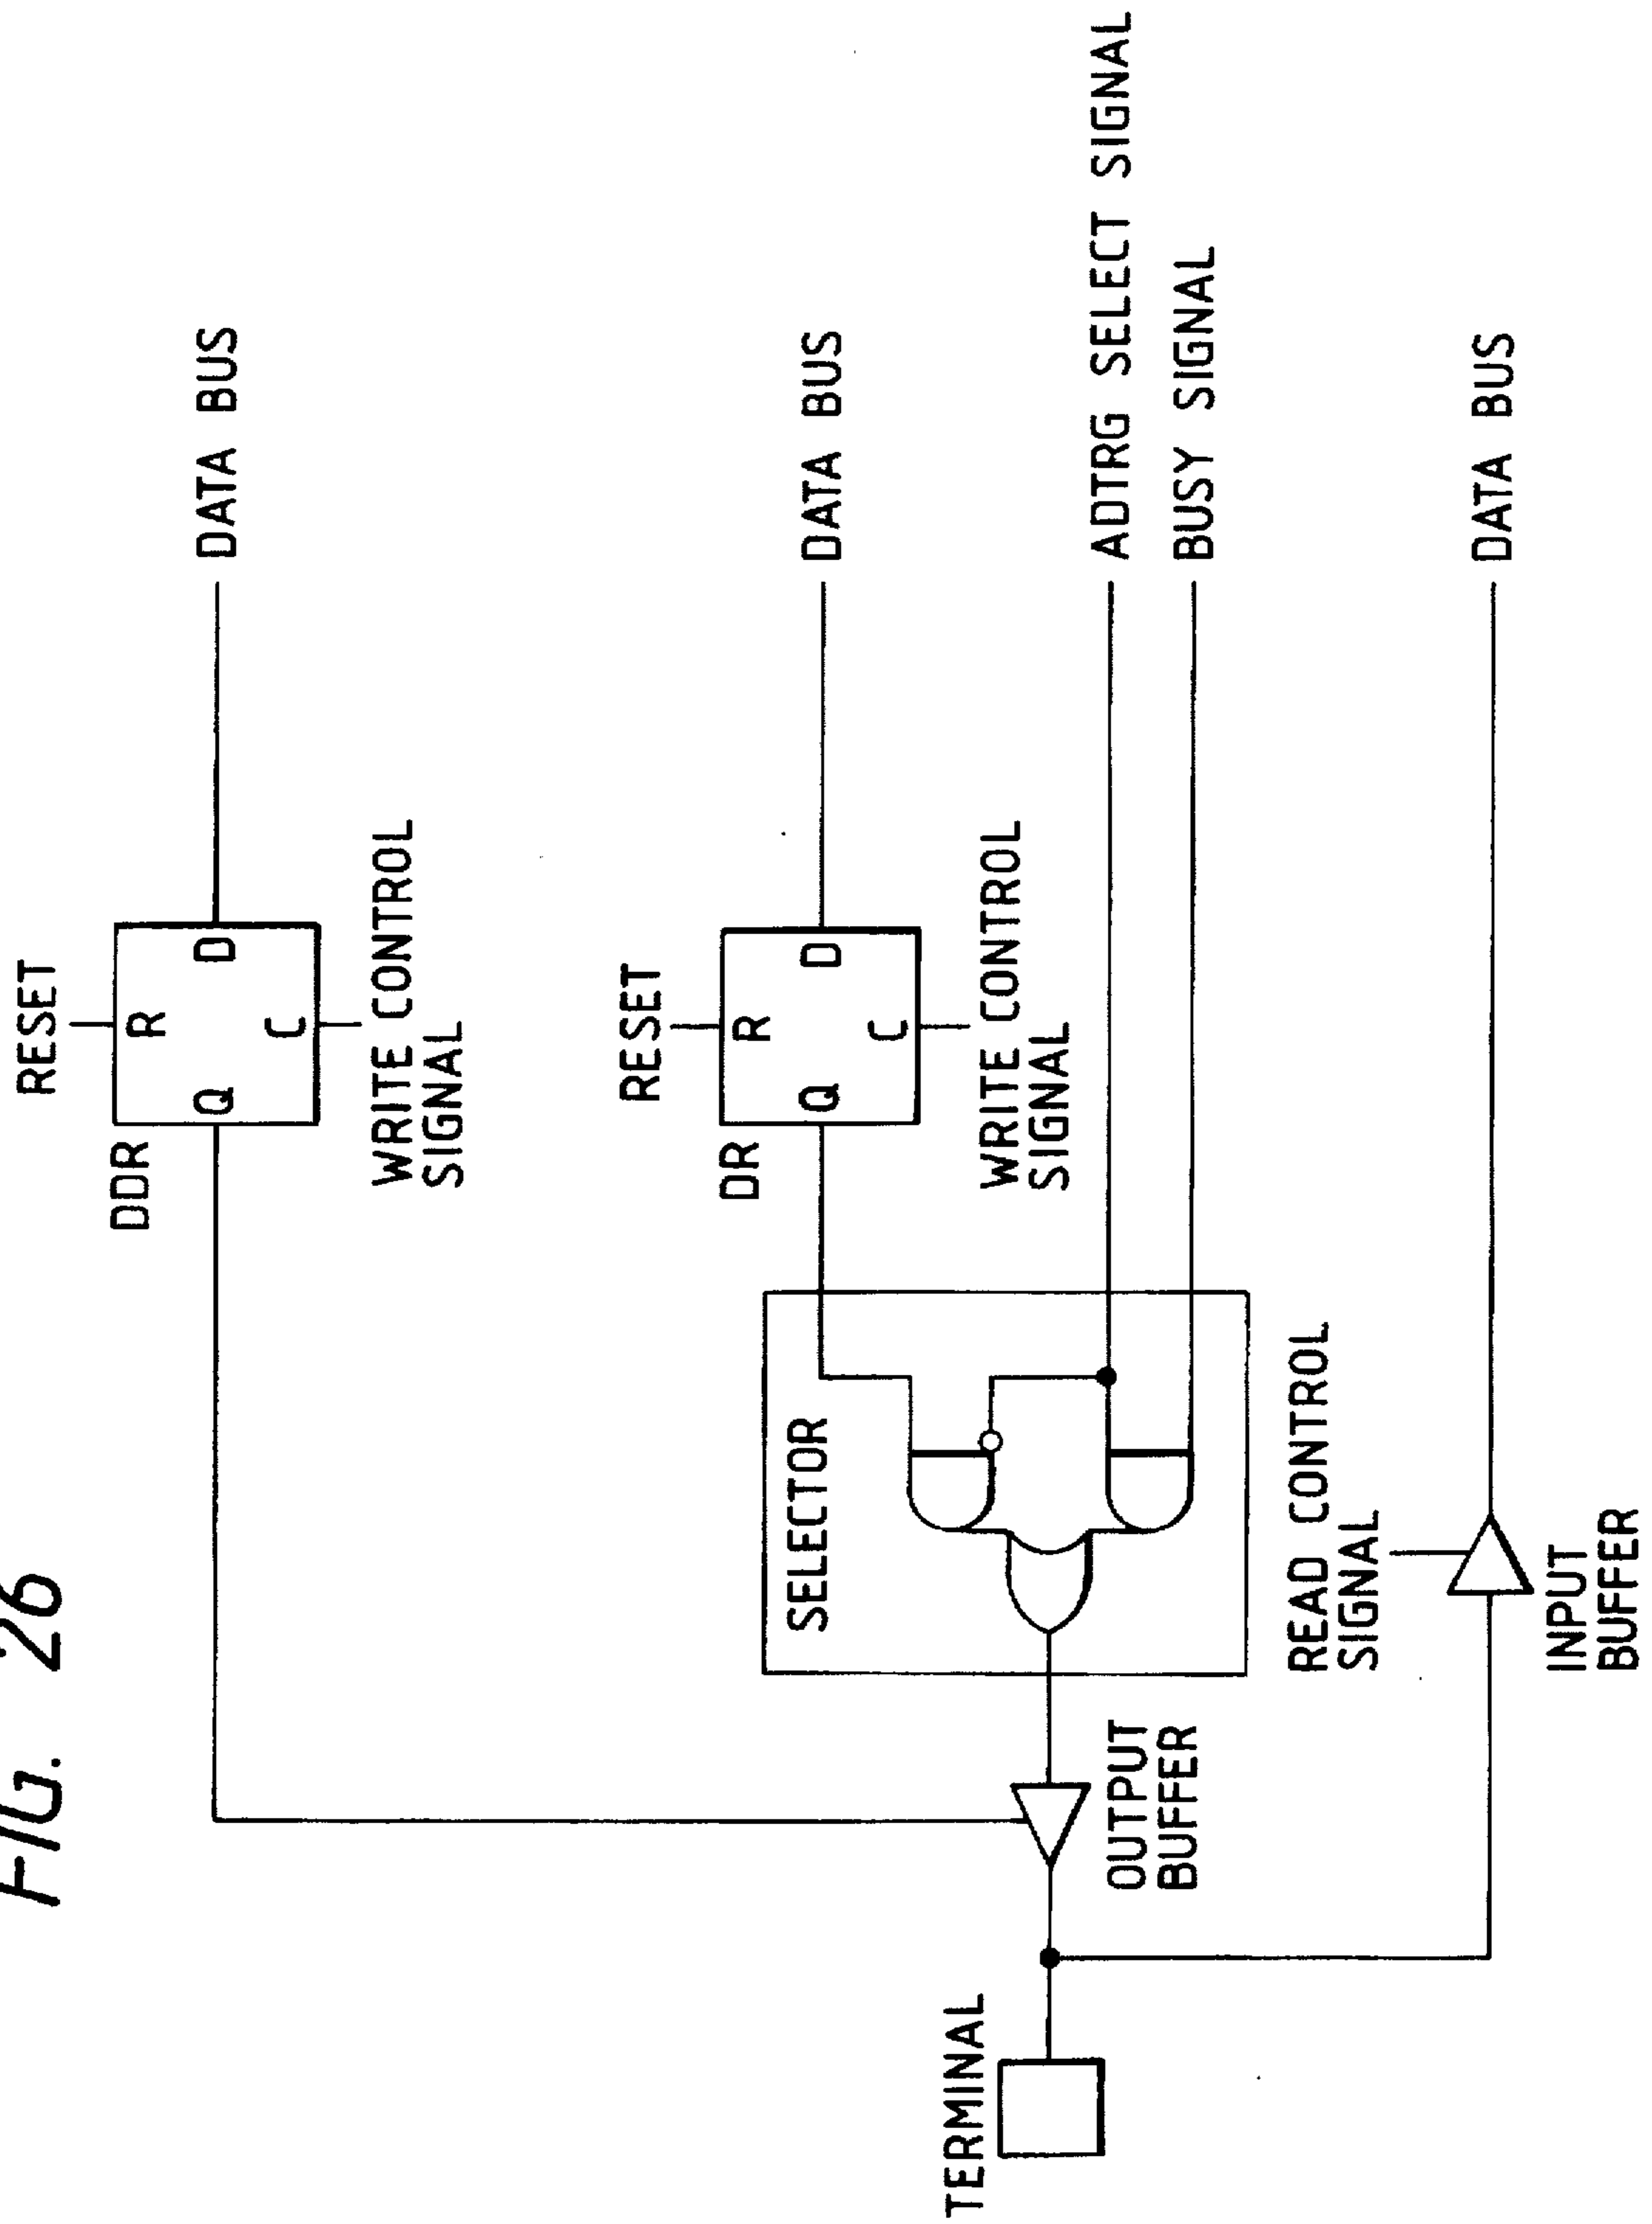 FIG. 26
RESET
DDR
Q
R
D
C
DATA BUS
WRITE CONTROL
SIGNAL
RESET
DR
Q
R
D
C
DATA BUS
WRITE CONTROL
SIGNAL
SELECTOR
ADTRG SELECT SIGNAL
BUSY SIGNAL
TERMINAL
OUTPUT
BUFFER
READ CONTROL
SIGNAL
INPUT
BUFFER
DATA BUS